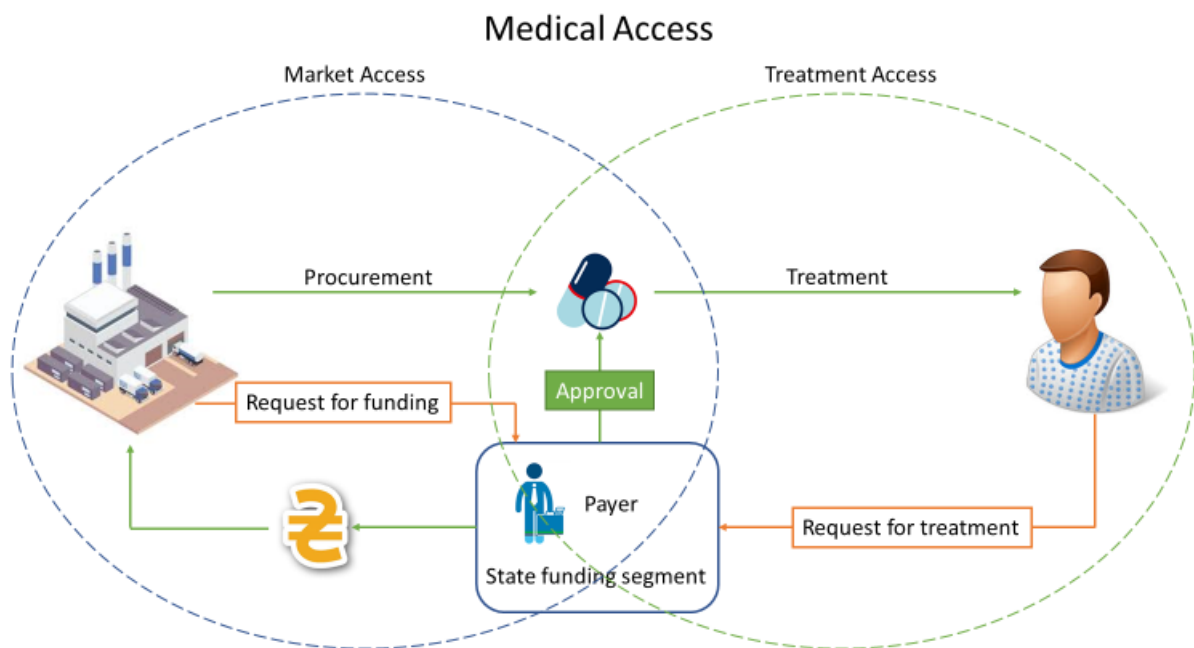 Medical Access
Market Access
Treatment Access
Procurement
Treatment
Approval
Request for funding
₴
Payer
Request for treatment
State funding segment